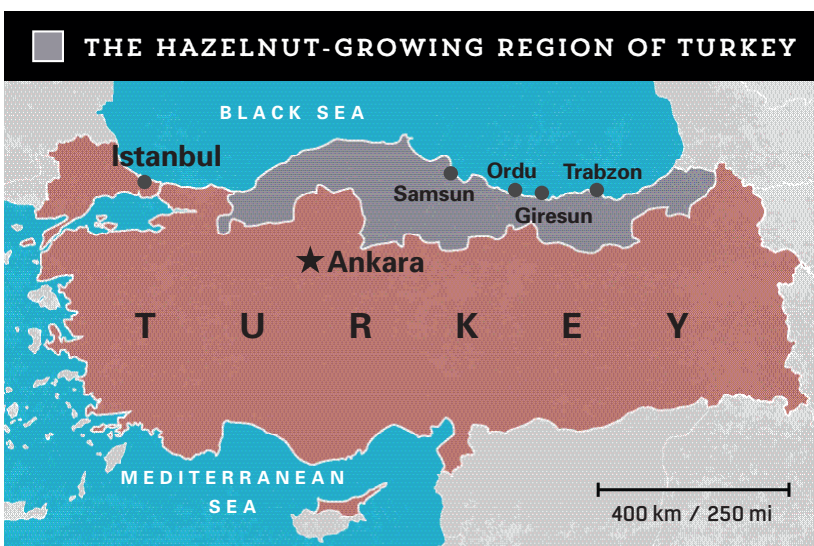 THE HAZELNUT-GROWING REGION OF TURKEY
BLACK SEA
Istanbul
Ordu
Trabzon
Samsun
Giresun
Ankara
TURKEY
MEDITERRANEAN
SEA
400 km / 250 mi